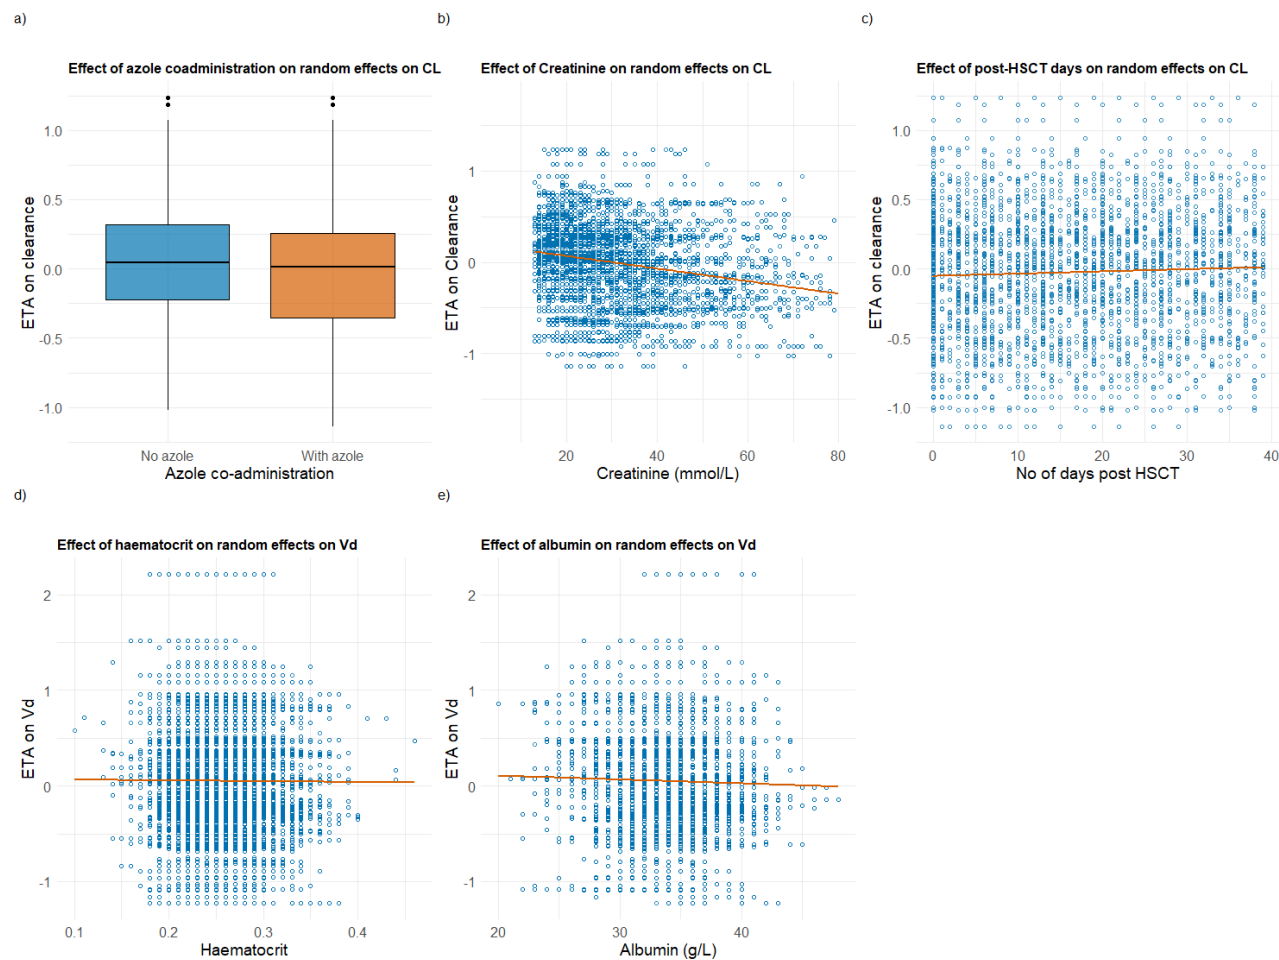 a)
Effect of azole coadministration on random effects on CL
ETA on clearance
1.0
0.5
0.0
-0.5
-1.0
No azole
With azole
Azole co-administration
b)
Effect of Creatinine on random effects on CL
ETA on Clearance
1
0
-1
20
40
60
80
Creatinine (mmol/L)
c)
Effect of post-HSCT days on random effects on CL
ETA on clearance
1.0
0.5
0.0
-0.5
-1.0
0
10
20
30
40
No of days post HSCT
d)
Effect of haematocrit on random effects on Vd
ETA on Vd
2
1
0
-1
0.1
0.2
0.3
0.4
Haematocrit
e)
Effect of albumin on random effects on Vd
ETA on Vd
2
1
0
-1
20
30
40
Albumin (g/L)